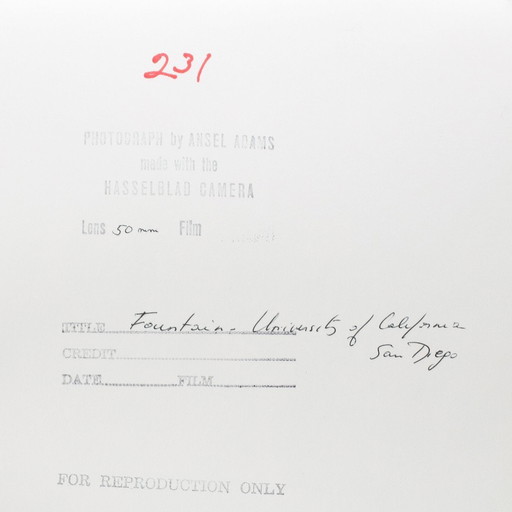 231
PHOTOGRAPH by ANSEL ADAMS
made with the
HASSELBLAD CAMERA
Lens 50 mm Film
TITLE Fountain - University of California
San Diego
CREDIT
DATE FILM
FOR REPRODUCTION ONLY